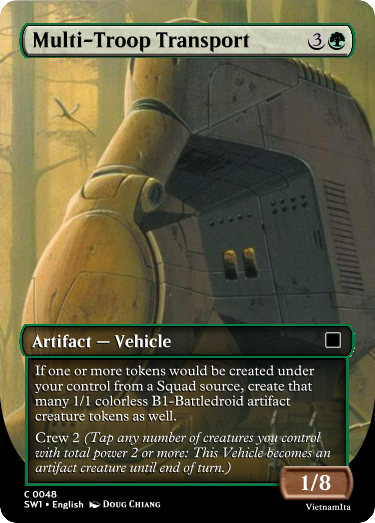 Multi-Troop Transport 3
Artifact — Vehicle
If one or more tokens would be created under
your control from a Squad source, create that
many 1/1 colorless B1-Battledroid artifact
creature tokens as well.
Crew 2 (Tap any number of creatures you control
with total power 2 or more: This Vehicle becomes an
artifact creature until end of turn.)
1/8
C 0048
SW1 • English Doug Chiang
VietnamIta